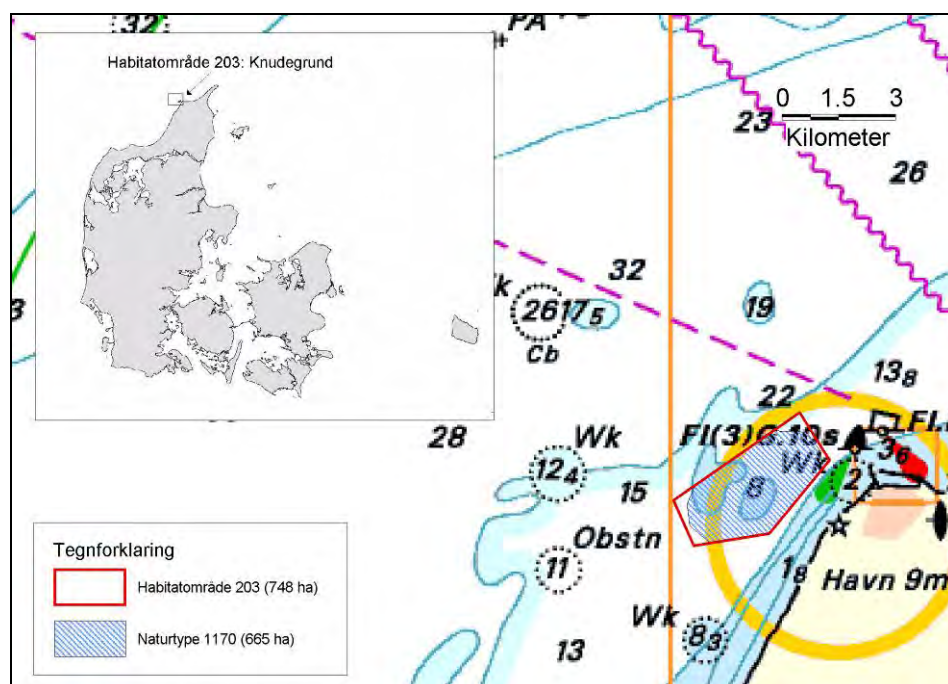 32
PA
Habitatområde 203: Knudegrund
0 1.5 3
Kilometer
23
26
32
2617 5
Cb
19
13 8
22
28
Wk
12 4
15
Fl(3)G.10s
Wk
8
3 6
Fl.
2
Obstn
11
1 8
Havn 9m
Wk
8 3
13
3
Tegnforklaring
Habitatområde 203 (748 ha)
Naturtype 1170 (665 ha)